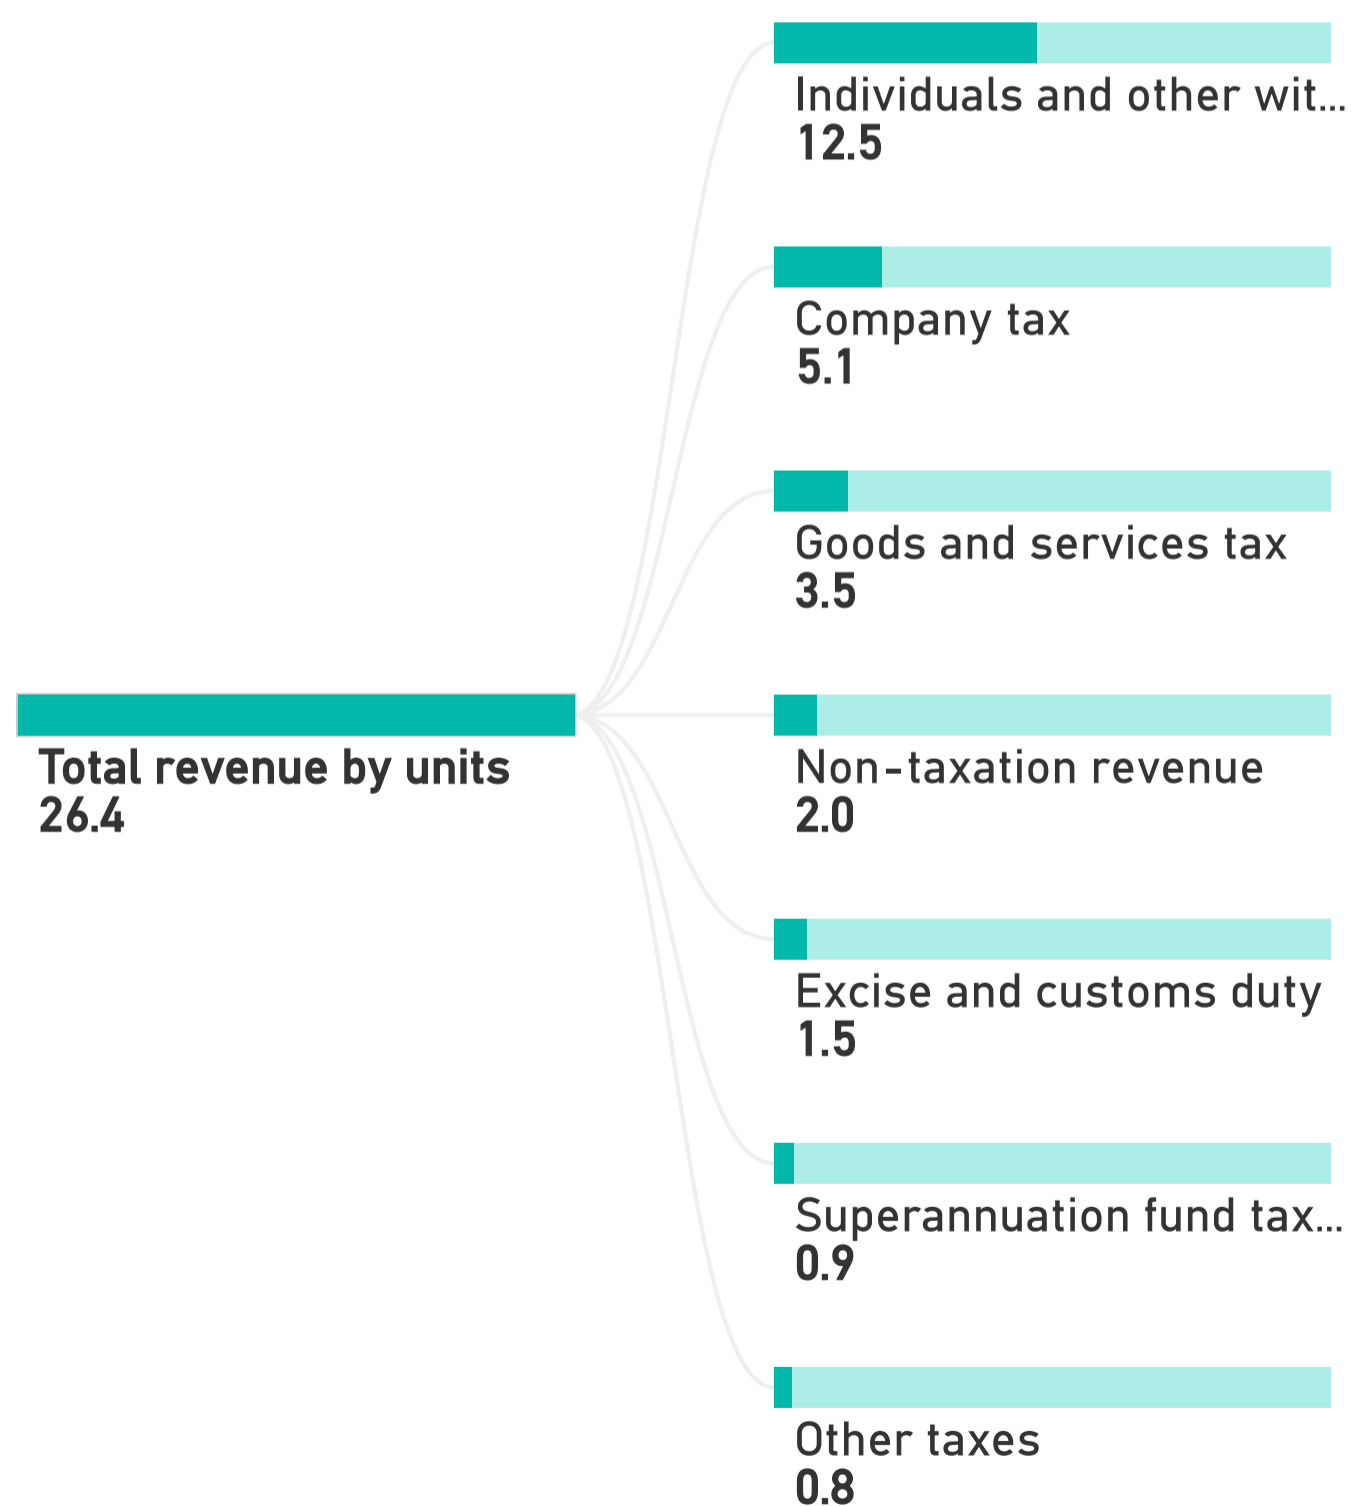 Individuals and other wit...
12.5
Company tax
5.1
Goods and services tax
3.5
Total revenue by units
26.4
Non-taxation revenue
2.0
Excise and customs duty
1.5
Superannuation fund tax...
0.9
Other taxes
0.8